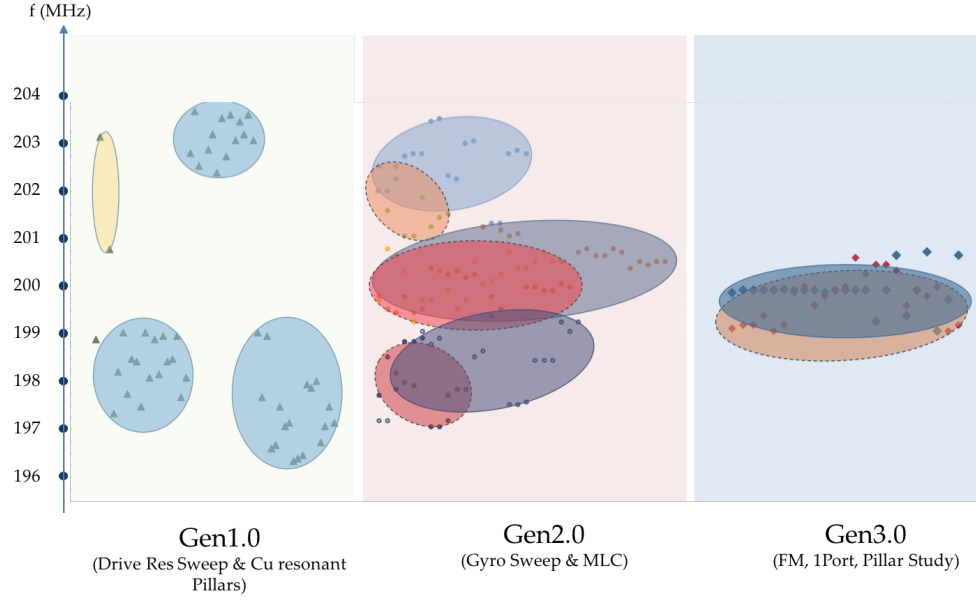 f (MHz)
204
203
202
201
200
199
198
197
196
Gen1.0
(Drive Res Sweep & Cu resonant
Pillars)
Gen2.0
(Gyro Sweep & MLC)
Gen3.0
(FM, 1Port, Pillar Study)